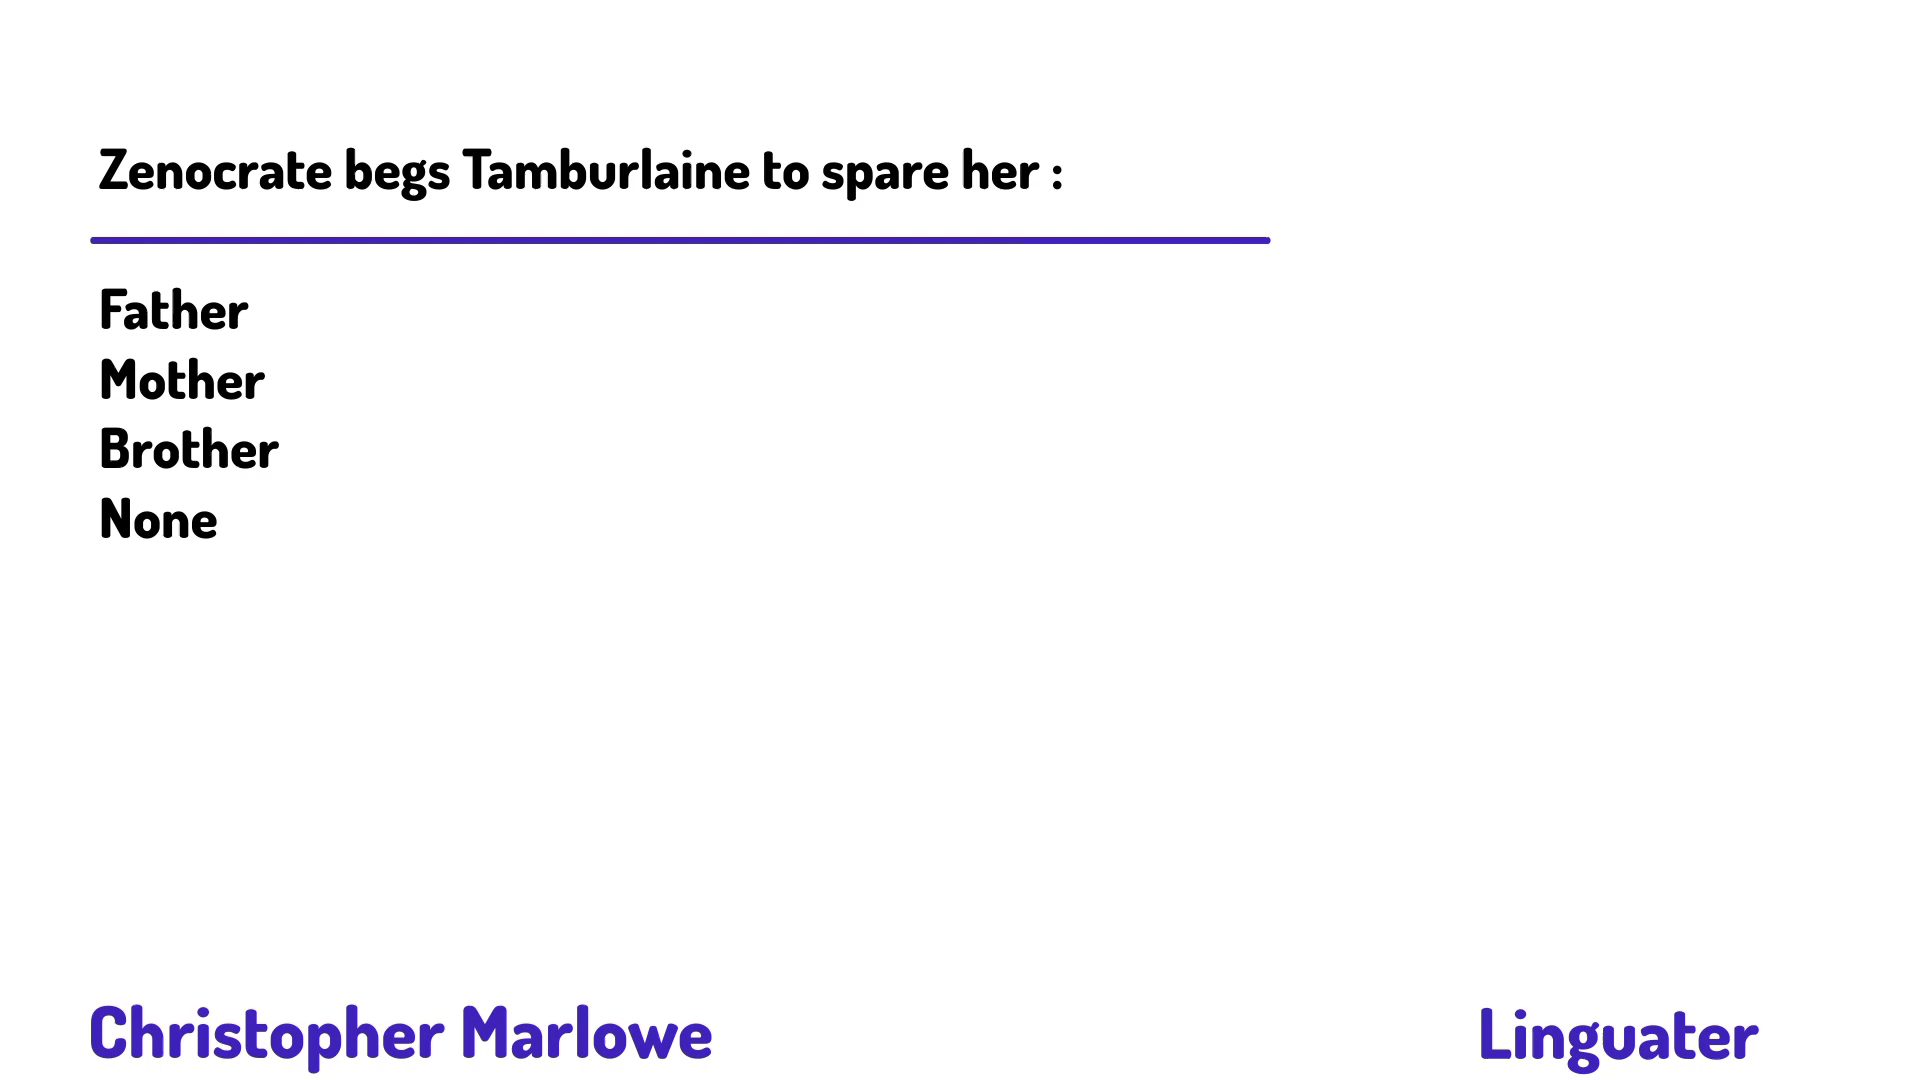 Zenocrate begs Tamburlaine to spare her :
Father
Mother
Brother
None
Christopher Marlowe
Linguater